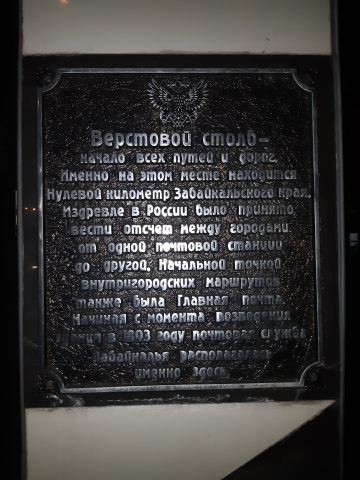 Верстовой столб –
начало всех путей и дорог.
Именно на этом месте находится
Нулевой километр Забайкальского края.
Издревле в России было принято
вести отсчет между городами
от одной почтовой станции
до другой. Начальной точкой
внутригородских маршрутов
также была Главная почта.
Начиная с момента возведения
здания в 1803 году почтовая служба
Забайкалья располагалась
именно здесь.